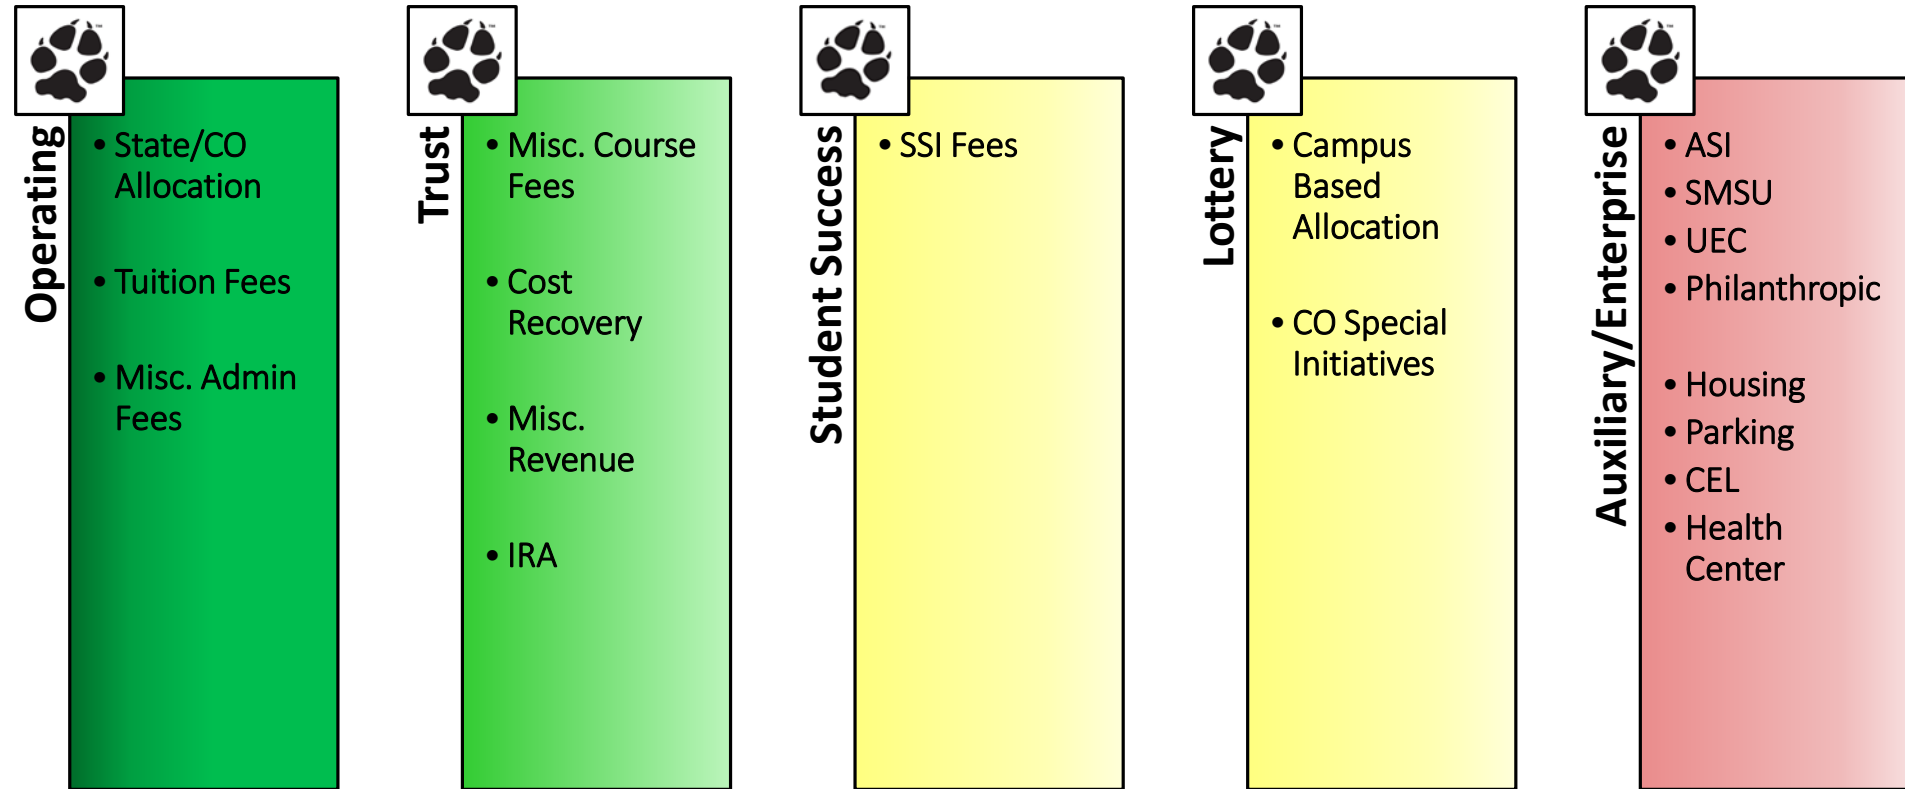 Operating
• State/CO
Allocation
• Tuition Fees
• Misc. Admin
Fees
Trust
• Misc. Course
Fees
• Cost
Recovery
• Misc.
Revenue
• IRA
Student Success
• SSI Fees
Lottery
• Campus
Based
Allocation
• CO Special
Initiatives
Auxiliary/Enterprise
• ASI
• SMSU
• UEC
• Philanthropic
• Housing
• Parking
• CEL
• Health
Center